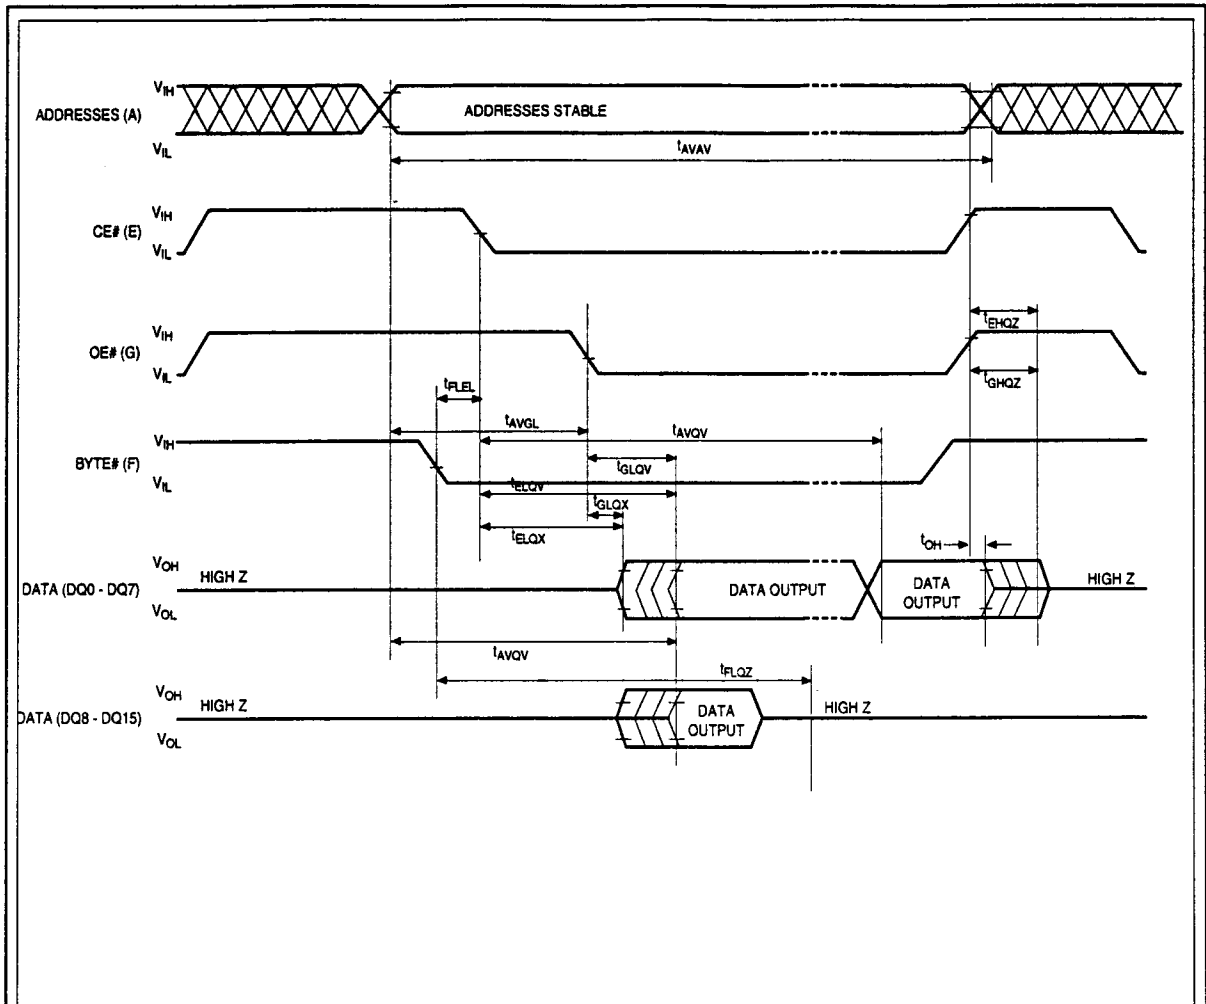 VIH
ADDRESSES (A)
ADDRESSES STABLE
VIL
tAVAV
VIH
CE# (E)
VIL
VIH
OE# (G)
VIL
tEHQZ
tGHQZ
tFLEL
tAVGL
tAVQV
VIH
BYTE# (F)
VIL
tGLQV
tELQV
tGLQX
tELQX
tOH
VOH
HIGH Z
DATA (DQ0 - DQ7)
DATA OUTPUT
DATA
OUTPUT
HIGH Z
VOL
tAVQV
tFLQZ
VOH
HIGH Z
DATA (DQ8 - DQ15)
DATA
OUTPUT
HIGH Z
VOL